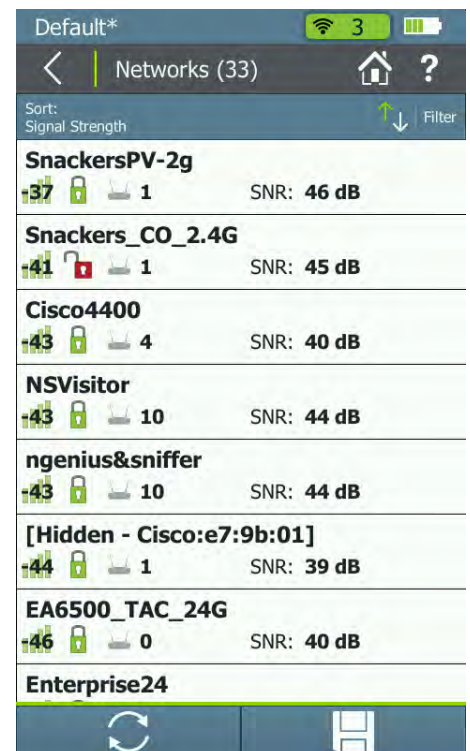 Default*
3
Networks (33)
?
Sort:
Signal Strength
Filter
SnackersPV-2g
-37 1 SNR: 46 dB
Snackers_CO_2.4G
-41 1 SNR: 45 dB
Cisco4400
-43 4 SNR: 40 dB
NSVisitor
-43 10 SNR: 44 dB
ngenius&sniffer
-43 10 SNR: 44 dB
[Hidden - Cisco:e7:9b:01]
-44 1 SNR: 39 dB
EA6500_TAC_24G
-46 0 SNR: 40 dB
Enterprise24